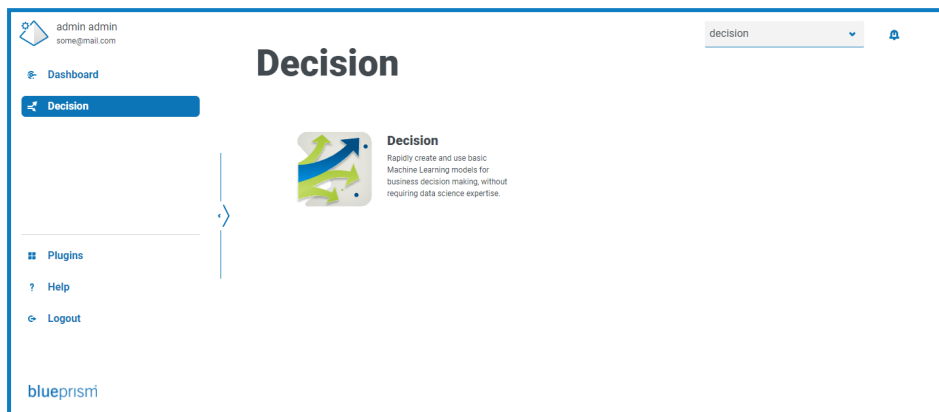 admin admin
some@mail.com
decision
Decision
Dashboard
Decision
Decision
Rapidly create and use basic
Machine Learning models for
business decision making, without
requiring data science expertise.
Plugins
? Help
Logout
blueprism